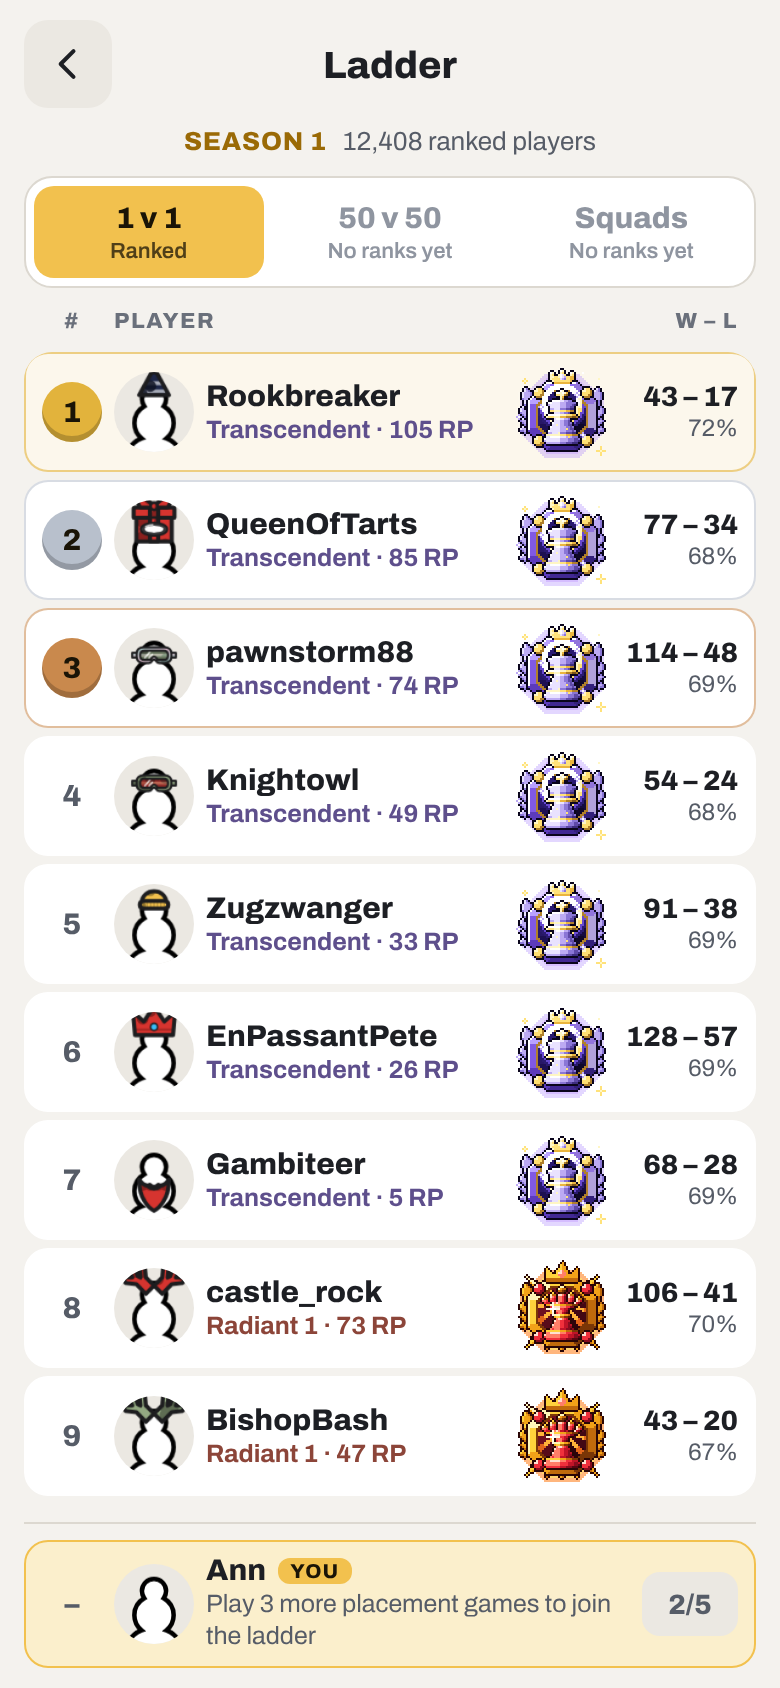 Ladder
SEASON 1 12,408 ranked players
1 v 1 50 v 50 Squads
Ranked No ranks yet No ranks yet
# PLAYER W – L
1 Rookbreaker 43 – 17
Transcendent · 105 RP 72%
2 QueenOfTarts 77 – 34
Transcendent · 85 RP 68%
3 pawnstorm88 114 – 48
Transcendent · 74 RP 69%
4 Knightowl 54 – 24
Transcendent · 49 RP 68%
5 Zugzwanger 91 – 38
Transcendent · 33 RP 69%
6 EnPassantPete 128 – 57
Transcendent · 26 RP 69%
7 Gambiteer 68 – 28
Transcendent · 5 RP 69%
8 castle_rock 106 – 41
Radiant 1 · 73 RP 70%
9 BishopBash 43 – 20
Radiant 1 · 47 RP 67%
– Ann YOU
Play 3 more placement games to join 2/5
the ladder